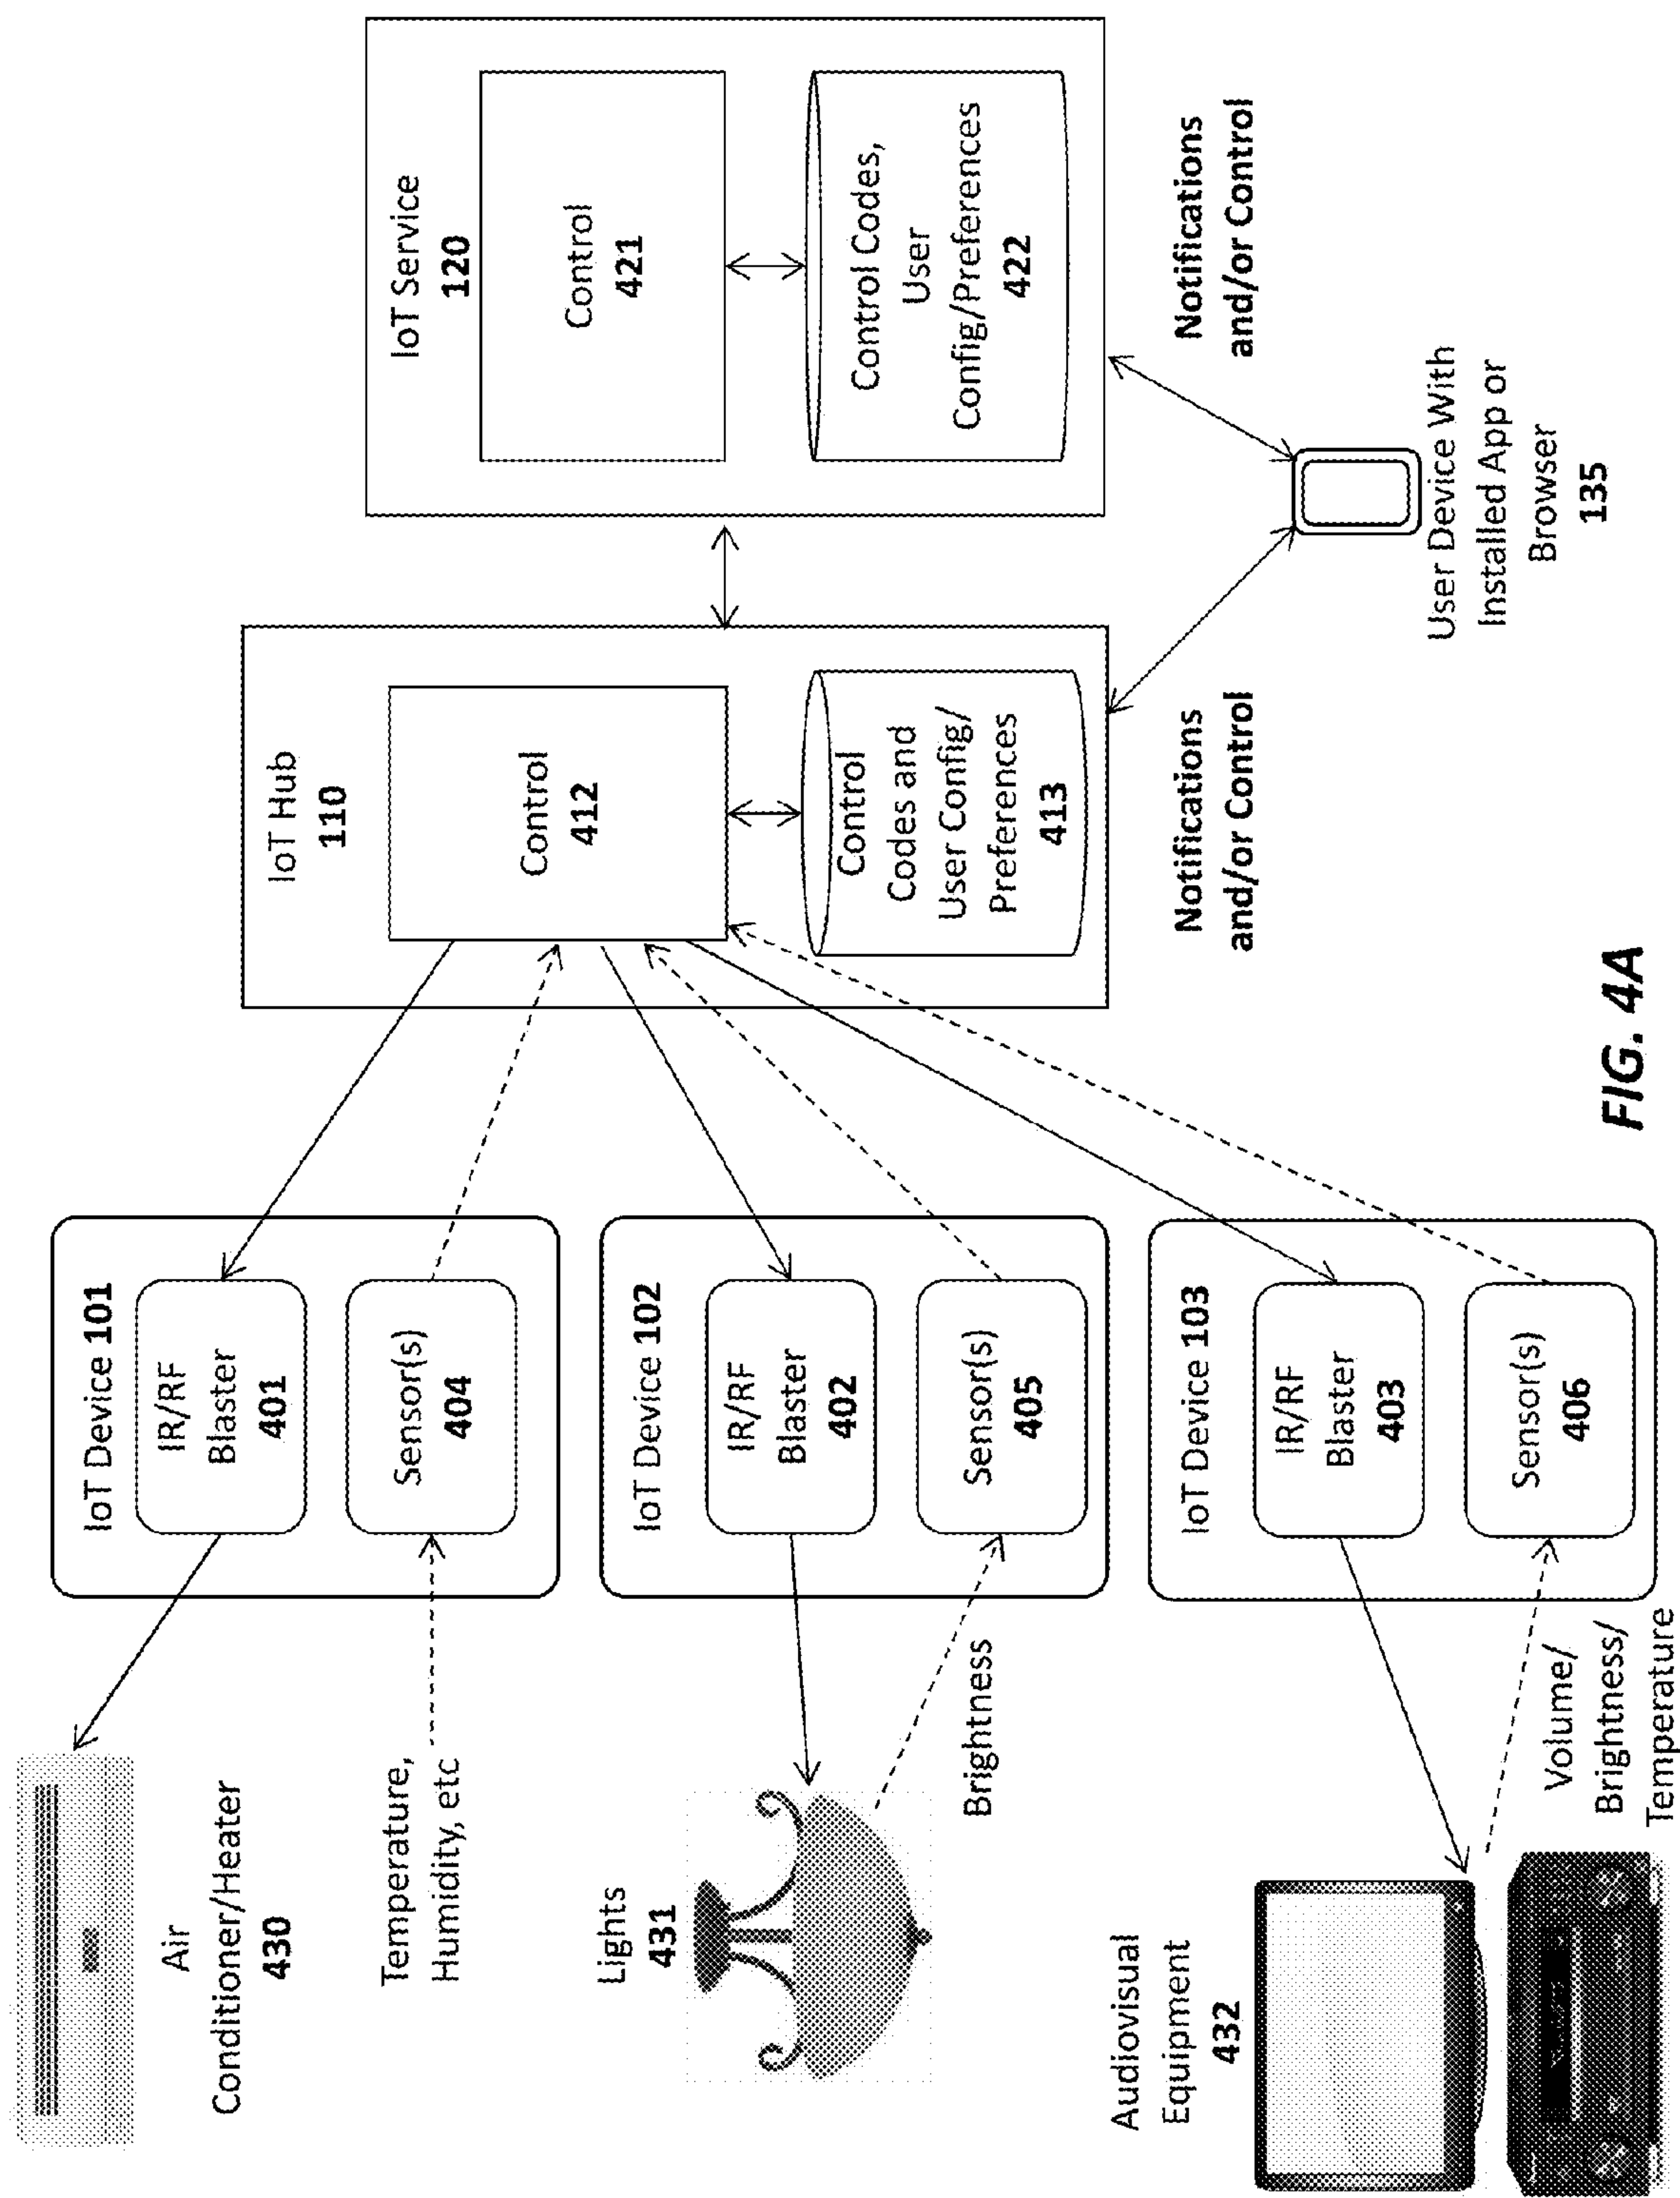 Air
Conditioner/Heater
430
Temperature,
Humidity, etc
Lights
431
Brightness
Audiovisual
Equipment
432
Volume/
Brightness/
Temperature
IoT Device 101
IR/RF
Blaster
401
Sensor(s)
404
IoT Device 102
IR/RF
Blaster
402
Sensor(s)
405
IoT Device 103
IR/RF
Blaster
403
Sensor(s)
406
IoT Hub
110
Control
412
Control
Codes and
User Config/
Preferences
413
Notifications
and/or Control
IoT Service
120
Control
421
Control Codes,
User
Config/Preferences
422
Notifications
and/or Control
User Device With
Installed App or
Browser
135
FIG. 4A